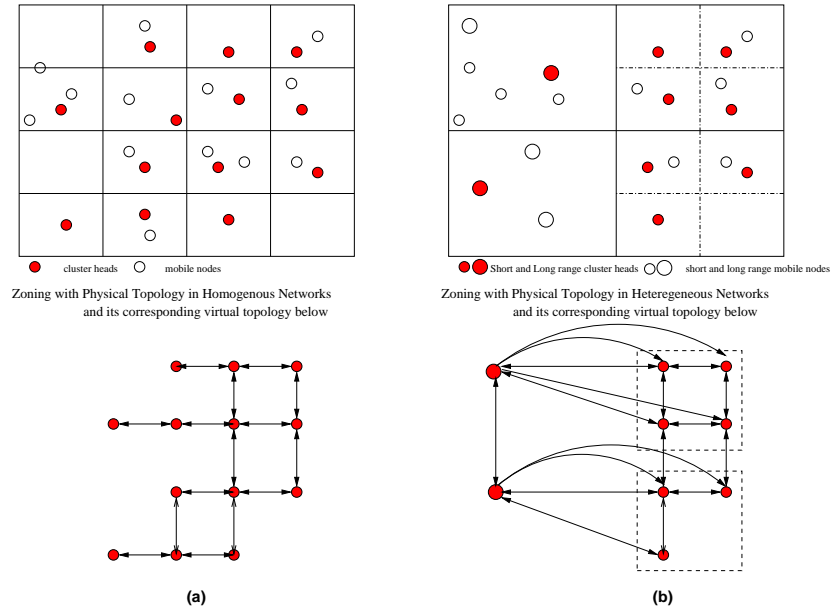 cluster heads
mobile nodes
Zoning with Physical Topology in Homogenous Networks
and its corresponding virtual topology below
(a)
Short and Long range cluster heads
short and long range mobile nodes
Zoning with Physical Topology in Heteregeneous Networks
and its corresponding virtual topology below
(b)